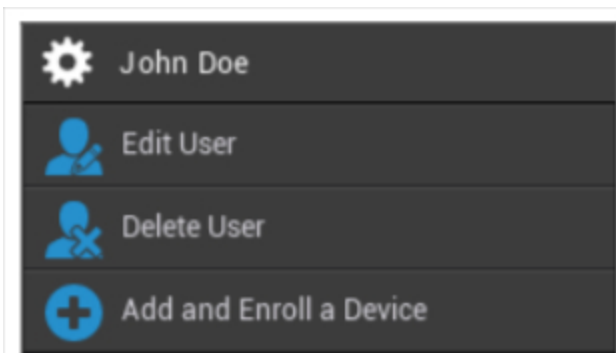 John Doe
Edit User
Delete User
Add and Enroll a Device